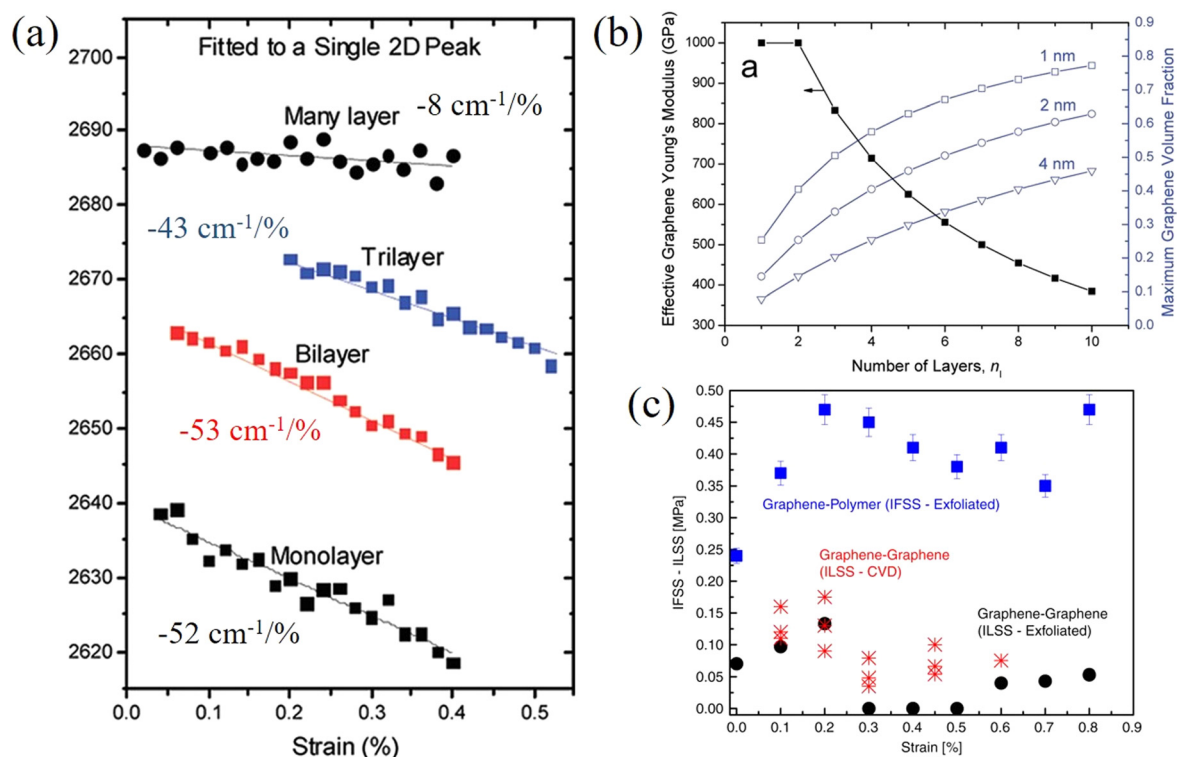 (a)
Fitted to a Single 2D Peak
-8 cm-1/%
Many layer
-43 cm-1/%
Trilayer
Bilayer
-53 cm-1/%
Monolayer
-52 cm-1/%
2700
2690
2680
2670
2660
2650
2640
2630
2620
0.0 0.1 0.2 0.3 0.4 0.5
Strain (%)
(b)
a
Effective Graphene Young's Modulus (GPa)
1000
900
800
700
600
500
400
300
1 nm
2 nm
4 nm
0.9
0.8
0.7
0.6
0.5
0.4
0.3
0.2
0.1
0.0
Maximum Graphene Volume Fraction
0 2 4 6 8 10
Number of Layers, nl
(c)
IFSS - ILSS [MPa]
0.50
0.45
0.40
0.35
0.30
0.25
0.20
0.15
0.10
0.05
0.00
Graphene-Polymer (IFSS - Exfoliated)
Graphene-Graphene
(ILSS - CVD)
Graphene-Graphene
(ILSS - Exfoliated)
0.0 0.1 0.2 0.3 0.4 0.5 0.6 0.7 0.8 0.9
Strain [%]